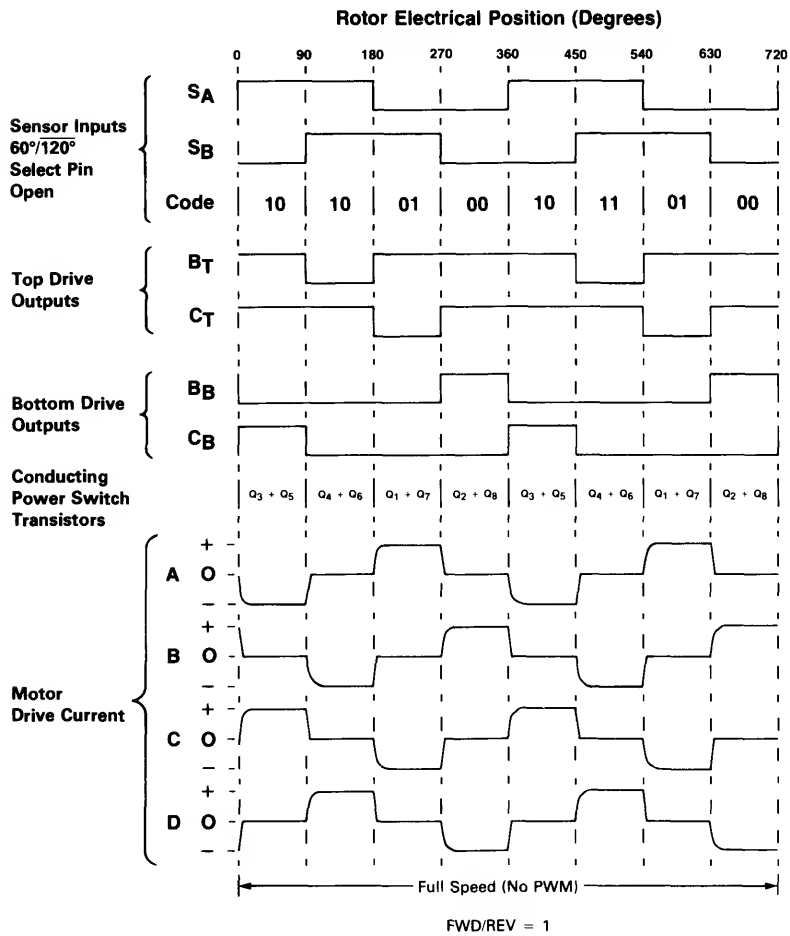 Rotor Electrical Position (Degrees)
0 90 180 270 360 450 540 630 720
Sensor Inputs
60°/120°
Select Pin
Open
SA
SB
Code 10 10 01 00 10 11 01 00
Top Drive
Outputs
BT
CT
Bottom Drive
Outputs
BB
CB
Conducting
Power Switch
Transistors
Q3 + Q5 Q4 + Q6 Q1 + Q7 Q2 + Q8 Q3 + Q5 Q4 + Q6 Q1 + Q7 Q2 + Q8
Motor
Drive Current
+
A O
−
+
B O
−
+
C O
−
+
D O
−
Full Speed (No PWM)
FWD/REV = 1